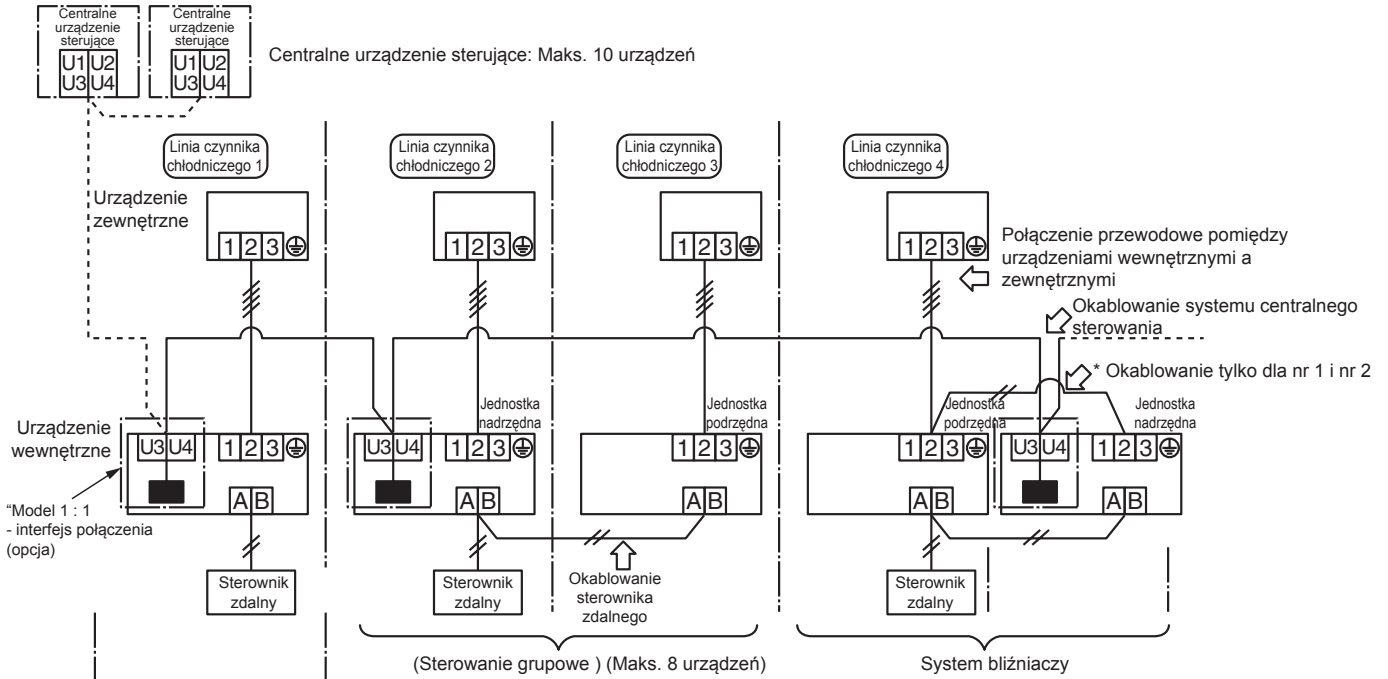 Centralne
urządzenie
sterujące
U1 U2
U3 U4
Centralne
urządzenie
sterujące
U1 U2
U3 U4
Centralne urządzenie sterujące: Maks. 10 urządzeń
Linia czynnika
chłodniczego 1
Linia czynnika
chłodniczego 2
Linia czynnika
chłodniczego 3
Linia czynnika
chłodniczego 4
Urządzenie
zewnętrzne
1 2 3
1 2 3
1 2 3
1 2 3
Połączenie przewodowe pomiędzy
urządzeniami wewnętrznymi a
zewnętrznymi
Okablowanie systemu centralnego
sterowania
* Okablowanie tylko dla nr 1 i nr 2
Jednostka
nadrzędna
Jednostka
podrzędna
Jednostka
podrzędna
Jednostka
nadrzędna
Urządzenie
wewnętrzne
U3 U4
1 2 3
U3 U4
1 2 3
1 2 3
1 2 3
U3 U4
1 2 3
A B
A B
A B
A B
A B
"Model 1 : 1
- interfejs połączenia
(opcja)
Sterownik
zdalny
Sterownik
zdalny
Okablowanie
sterownika
zdalnego
Sterownik
zdalny
(Sterowanie grupowe ) (Maks. 8 urządzeń)
System bliźniaczy